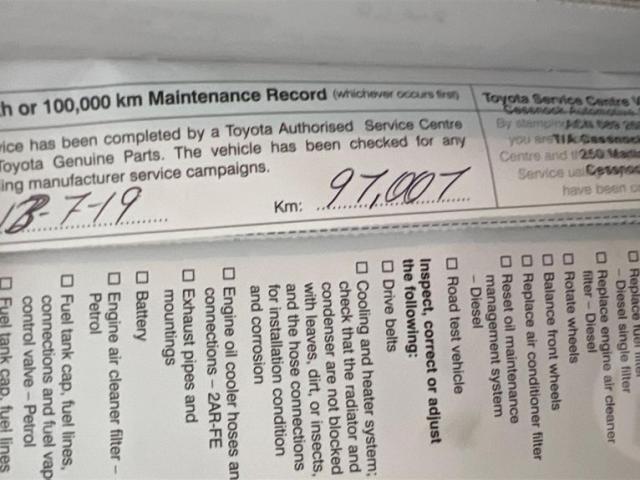 h or 100,000 km Maintenance Record (whichever occurs first)
ice has been completed by a Toyota Authorised Service Centre
Toyota Genuine Parts. The vehicle has been checked for any
ing manufacturer service campaigns.
18-7-19
Km: 97,007
Toyota Service Centre
Cessnock Automotive
By stamping
you are
Centre and
Service
have been
– Diesel single filter
Replace engine air cleaner
filter – Diesel
Rotate wheels
Balance front wheels
Replace air conditioner filter
Reset oil maintenance
management system
– Diesel
Road test vehicle
Inspect, correct or adjust
the following:
Drive belts
Cooling and heater system;
check that the radiator and
condenser are not blocked
with leaves, dirt, or insects,
and the hose connections
for installation condition
and corrosion
Engine oil cooler hoses an
connections – 2AR-FE
Exhaust pipes and
mountings
Battery
Engine air cleaner filter –
Petrol
Fuel tank cap, fuel lines,
connections and fuel vap
control valve – Petrol
Fuel tank cap, fuel lines